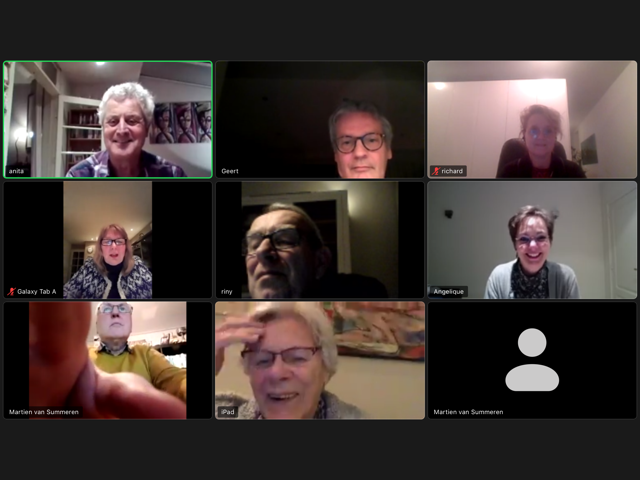 anita
Geert
richard
Galaxy Tab A
riny
Angelique
Martien van Summeren
iPad
Martien van Summeren